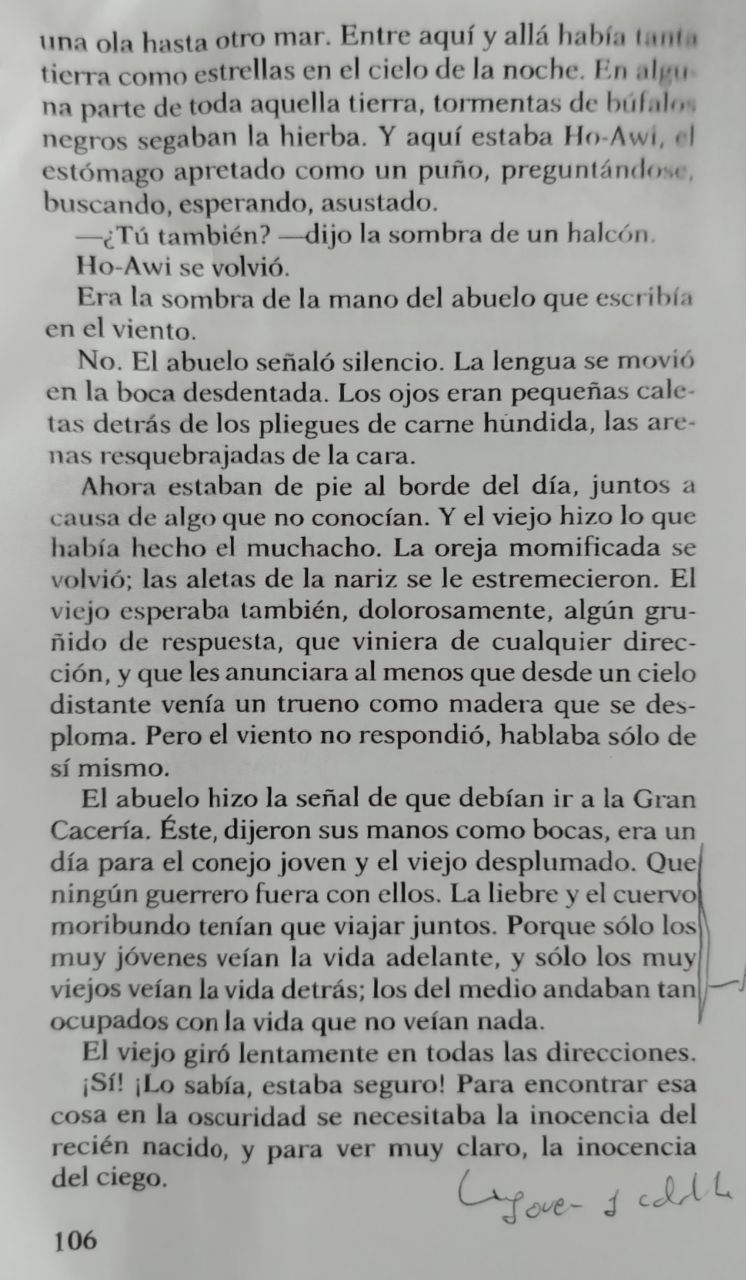 una ola hasta otro mar. Entre aquí y allá había tanta
tierra como estrellas en el cielo de la noche. En algu-
na parte de toda aquella tierra, tormentas de búfalos
negros segaban la hierba. Y aquí estaba Ho-Awi, el
estómago apretado como un puño, preguntándose,
buscando, esperando, asustado.
—¿Tú también? —dijo la sombra de un halcón.
Ho-Awi se volvió.
Era la sombra de la mano del abuelo que escribía
en el viento.
No. El abuelo señaló silencio. La lengua se movió
en la boca desdentada. Los ojos eran pequeñas cale-
tas detrás de los pliegues de carne húndida, las are-
nas resquebrajadas de la cara.
Ahora estaban de pie al borde del día, juntos a
causa de algo que no conocían. Y el viejo hizo lo que
había hecho el muchacho. La oreja momificada se
volvió; las aletas de la nariz se le estremecieron. El
viejo esperaba también, dolorosamente, algún gru-
ñido de respuesta, que viniera de cualquier direc-
ción, y que les anunciara al menos que desde un cielo
distante venía un trueno como madera que se des-
ploma. Pero el viento no respondió, hablaba sólo de
sí mismo.
El abuelo hizo la señal de que debían ir a la Gran
Cacería. Éste, dijeron sus manos como bocas, era un
día para el conejo joven y el viejo desplumado. Que
ningún guerrero fuera con ellos. La liebre y el cuervo
moribundo tenían que viajar juntos. Porque sólo los
muy jóvenes veían la vida adelante, y sólo los muy
viejos veían la vida detrás; los del medio andaban tan
ocupados con la vida que no veían nada.
El viejo giró lentamente en todas las direcciones.
¡Sí! ¡Lo sabía, estaba seguro! Para encontrar esa
cosa en la oscuridad se necesitaba la inocencia del
recién nacido, y para ver muy claro, la inocencia
del ciego.
106